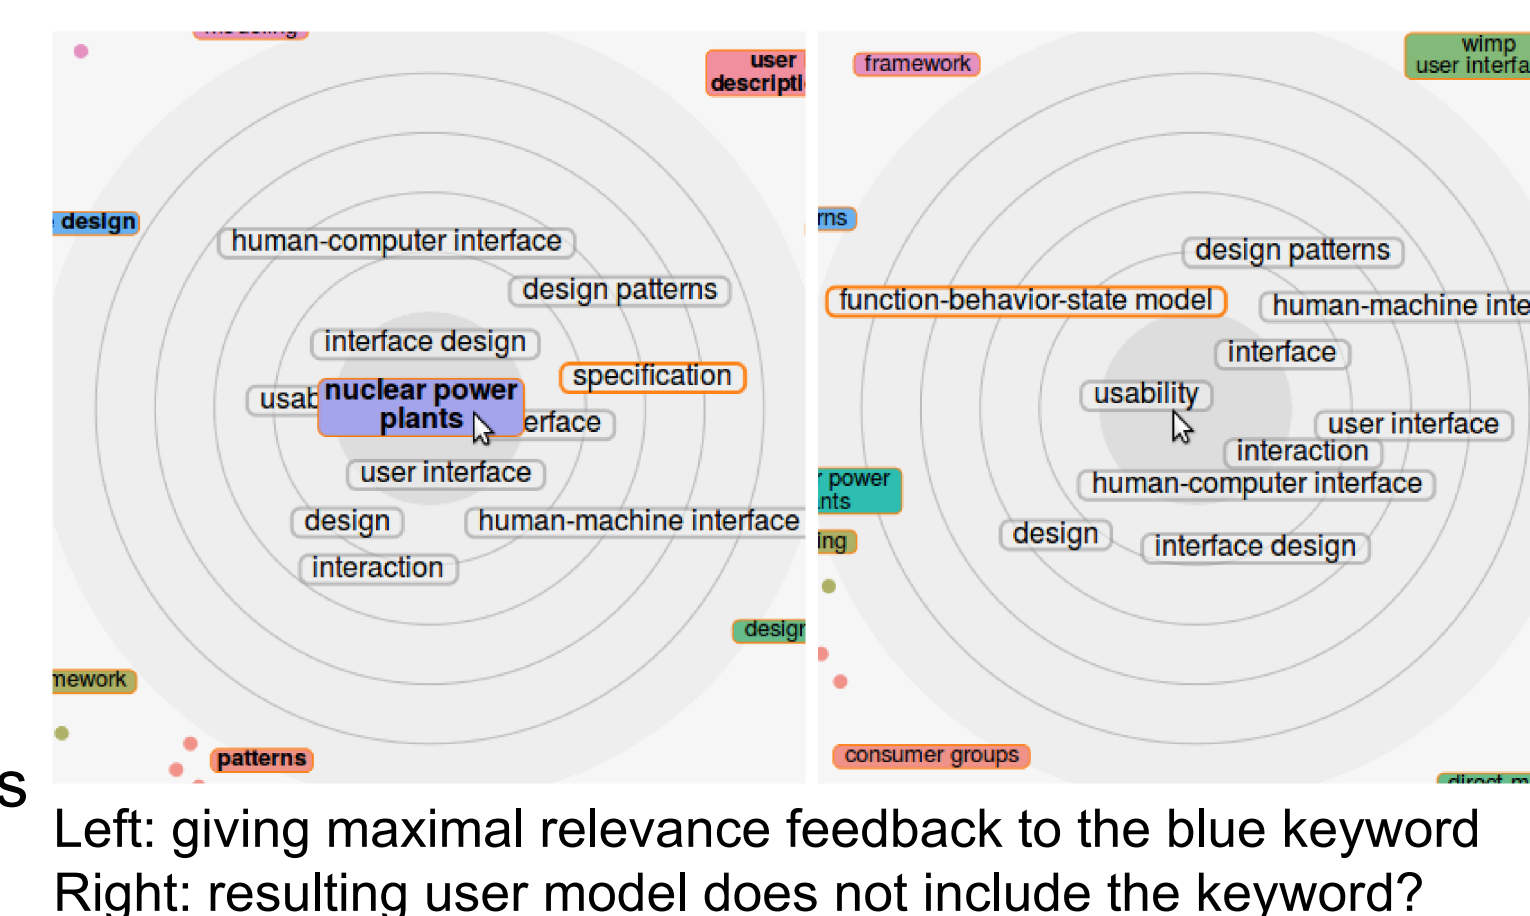 user
descripti
design
human-computer interface
design patterns
interface design
specification
usab
nuclear power
plants
erface
user interface
design
human-machine interface
interaction
design
mework
patterns
framework
wimp
user interfa
rns
design patterns
function-behavior-state model
human-machine inte
interface
usability
user interface
interaction
power
nts
human-computer interface
ing
design
interface design
consumer groups
s
Left: giving maximal relevance feedback to the blue keyword
Right: resulting user model does not include the keyword?